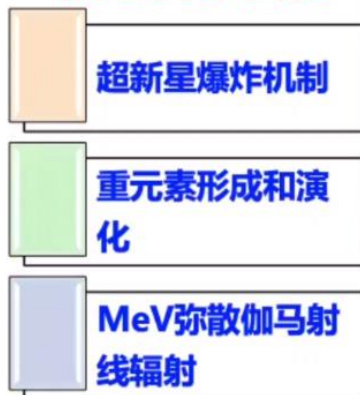 超新星爆炸机制
重元素形成和演
化
MeV弥散伽马射
线辐射